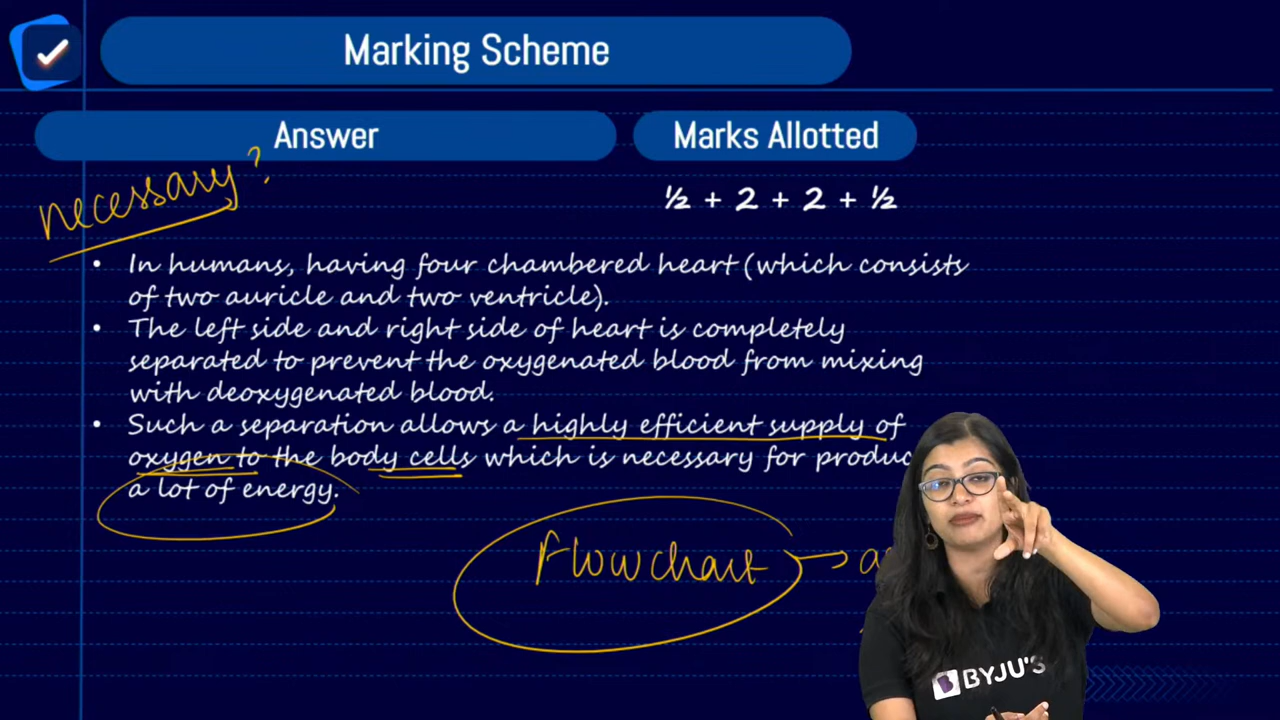 Marking Scheme
Answer
Marks Allotted
necessary?
½ + 2 + 2 + ½
• In humans, having four chambered heart (which consists
of two auricle and two ventricle).
• The left side and right side of heart is completely
separated to prevent the oxygenated blood from mixing
with deoxygenated blood.
• Such a separation allows a highly efficient supply of
oxygen to the body cells which is necessary for
a lot of energy.
Flowchart
BYJU'S